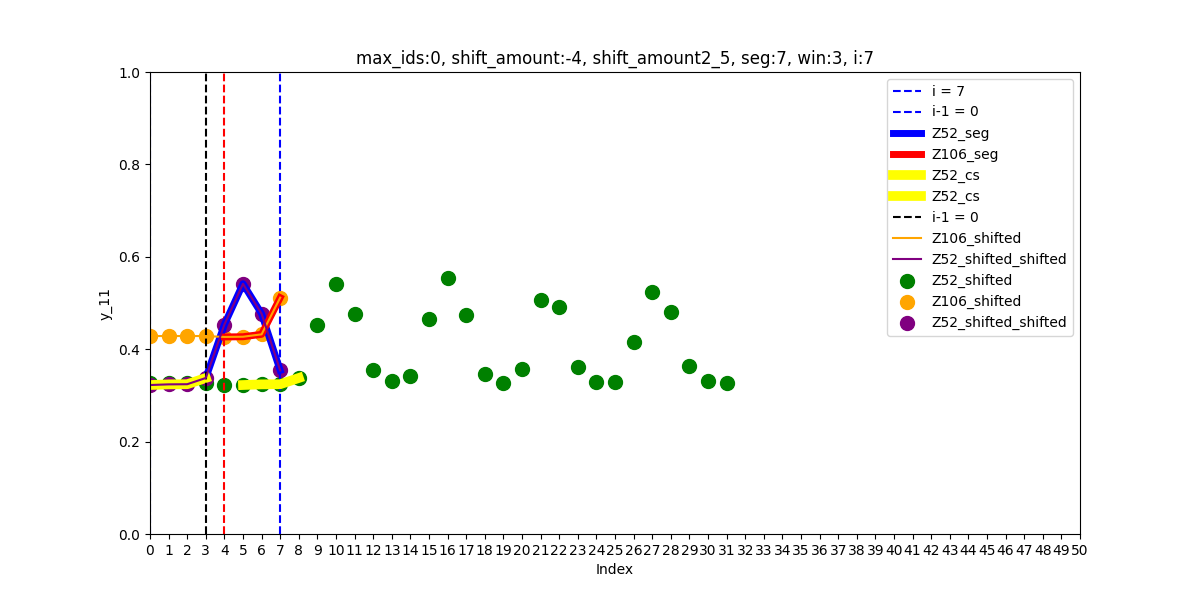 max_ids:0, shift_amount:-4, shift_amount2_5, seg:7, win:3, i:7
1.0
0.8
0.6
0.4
0.2
0.0
y_11
i = 7
i-1 = 0
Z52_seg
Z106_seg
Z52_cs
Z52_cs
i-1 = 0
Z106_shifted
Z52_shifted_shifted
Z52_shifted
Z106_shifted
Z52_shifted_shifted
0 1 2 3 4 5 6 7 8 9 10 11 12 13 14 15 16 17 18 19 20 21 22 23 24 25 26 27 28 29 30 31 32 33 34 35 36 37 38 39 40 41 42 43 44 45 46 47 48 49 50
Index